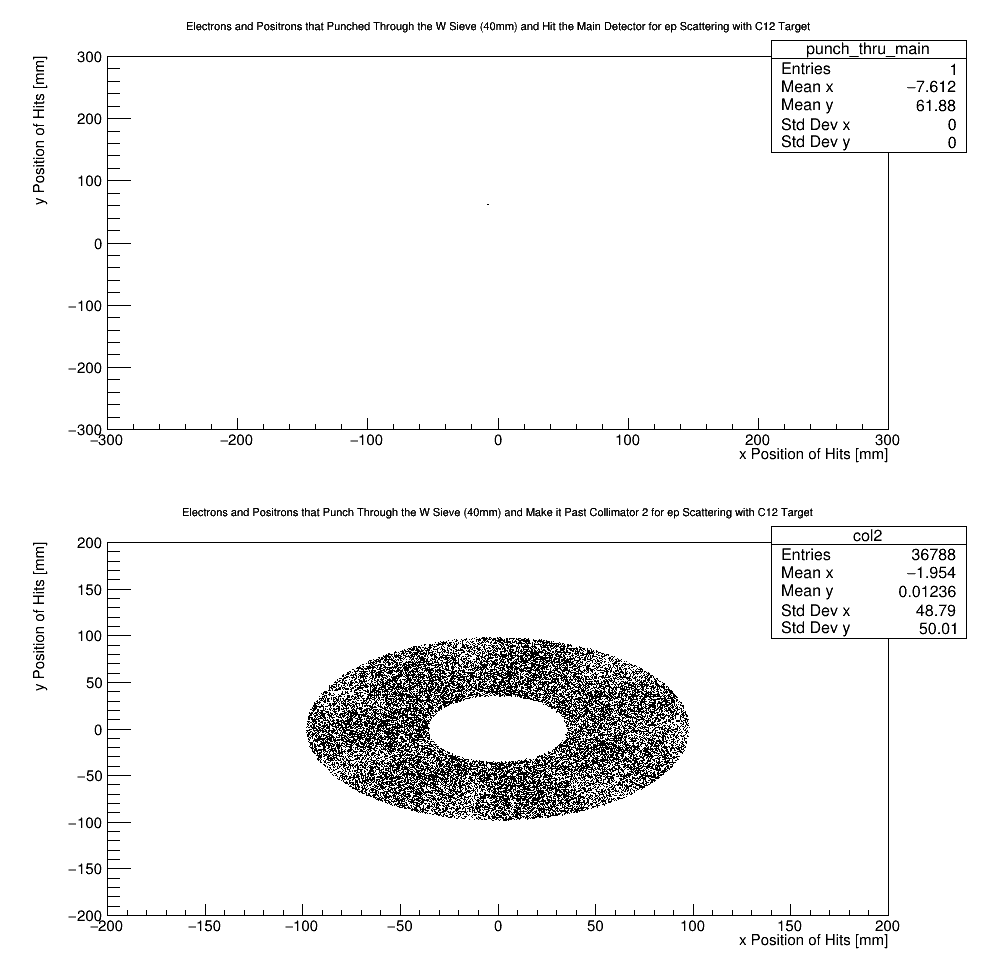 Electrons and Positrons that Punched Through the W Sieve (40mm) and Hit the Main Detector for ep Scattering with C12 Target
punch_thru_main
Entries 1
Mean x −7.612
Mean y 61.88
Std Dev x 0
Std Dev y 0
y Position of Hits [mm]
300
200
100
0
−100
−200
−300
−300 −200 −100 0 100 200 300
x Position of Hits [mm]
Electrons and Positrons that Punch Through the W Sieve (40mm) and Make it Past Collimator 2 for ep Scattering with C12 Target
col2
Entries 36788
Mean x −1.954
Mean y 0.01236
Std Dev x 48.79
Std Dev y 50.01
y Position of Hits [mm]
200
150
100
50
0
−50
−100
−150
−200
−200 −150 −100 −50 0 50 100 150 200
x Position of Hits [mm]